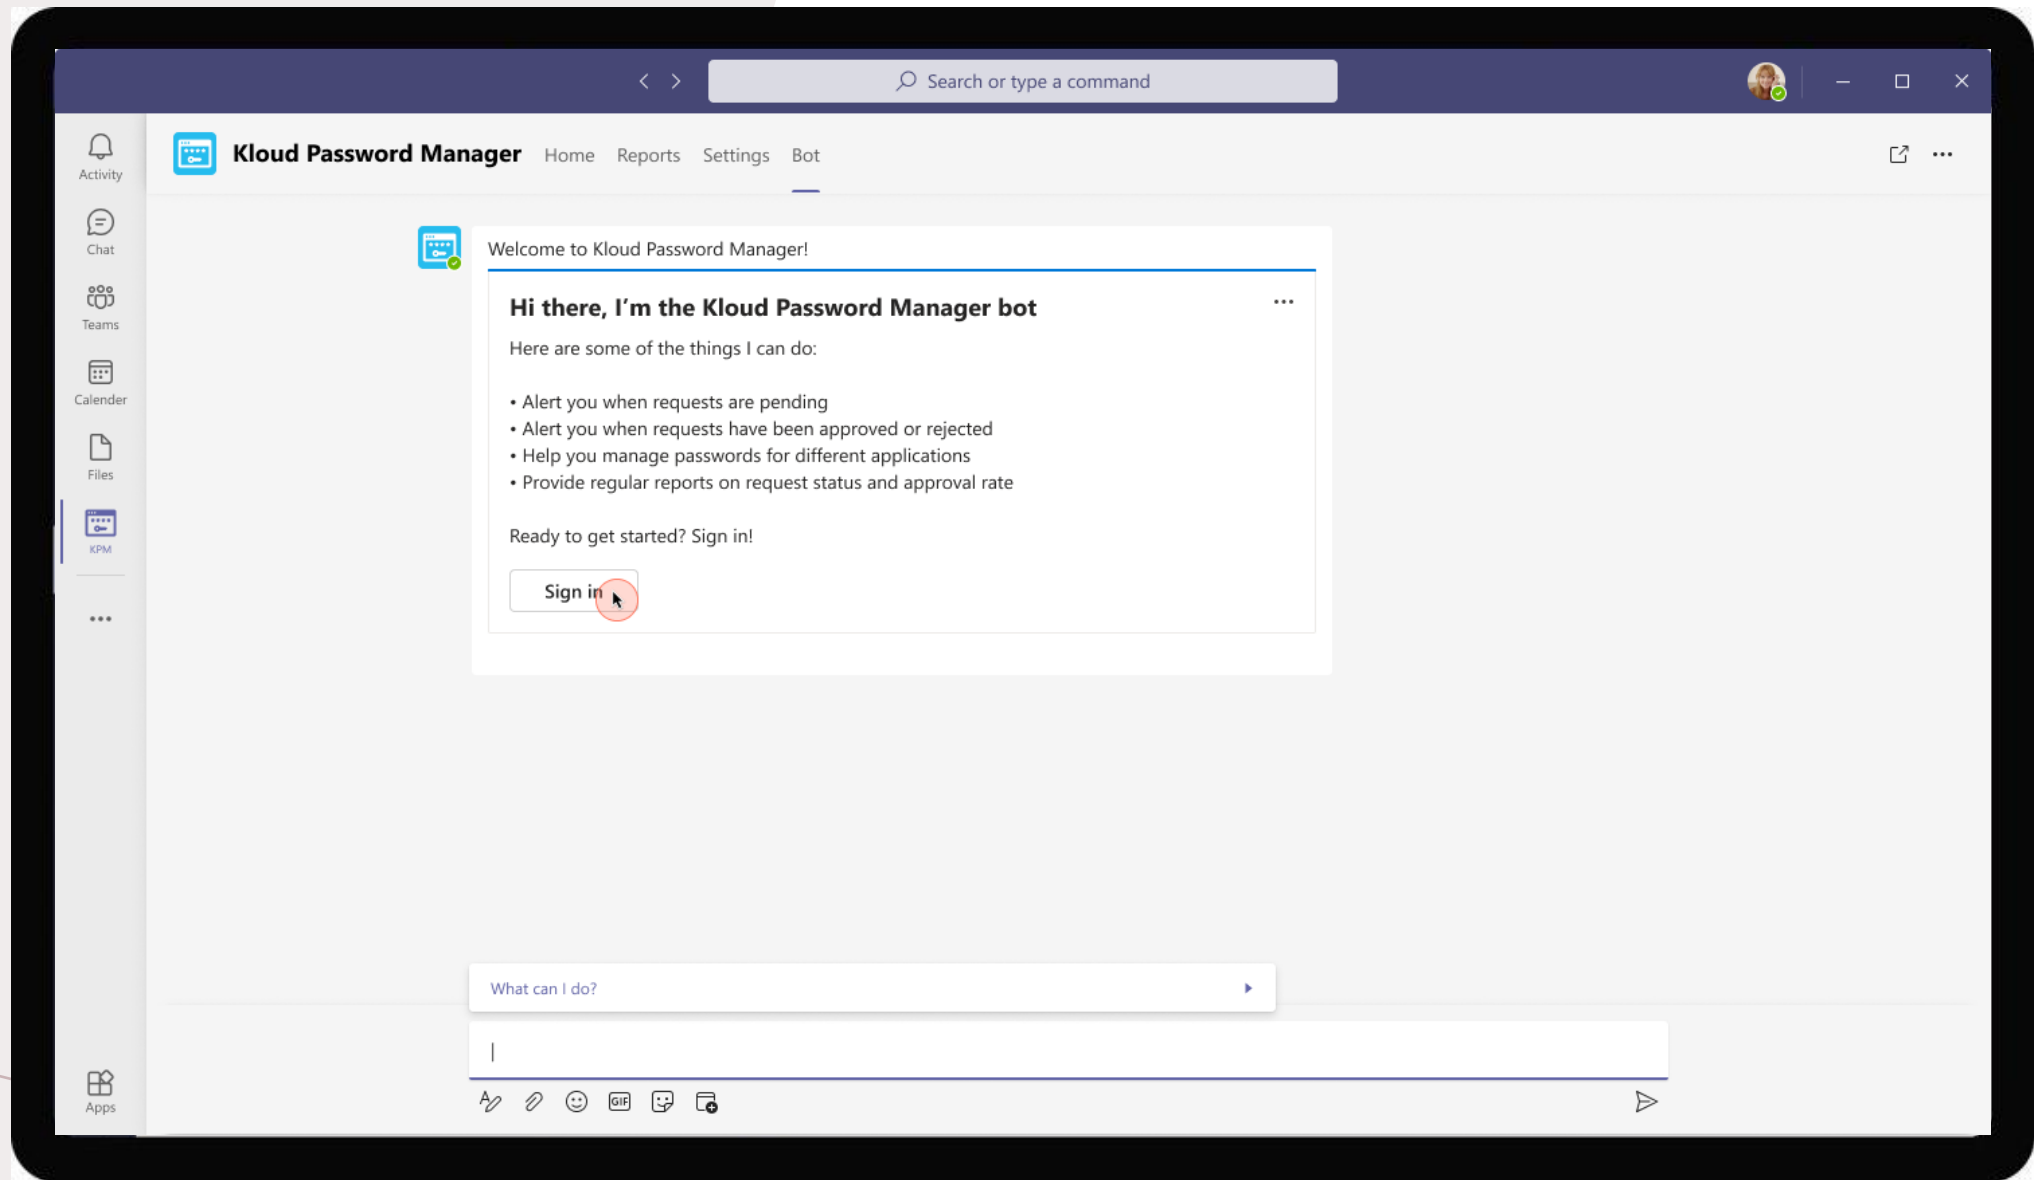 Search or type a command
Kloud Password Manager Home Reports Settings Bot
Activity
Chat
Teams
Calender
Files
KPM
Apps
Welcome to Kloud Password Manager!
Hi there, I’m the Kloud Password Manager bot
Here are some of the things I can do:
• Alert you when requests are pending
• Alert you when requests have been approved or rejected
• Help you manage passwords for different applications
• Provide regular reports on request status and approval rate
Ready to get started? Sign in!
Sign in
What can I do?
GIF